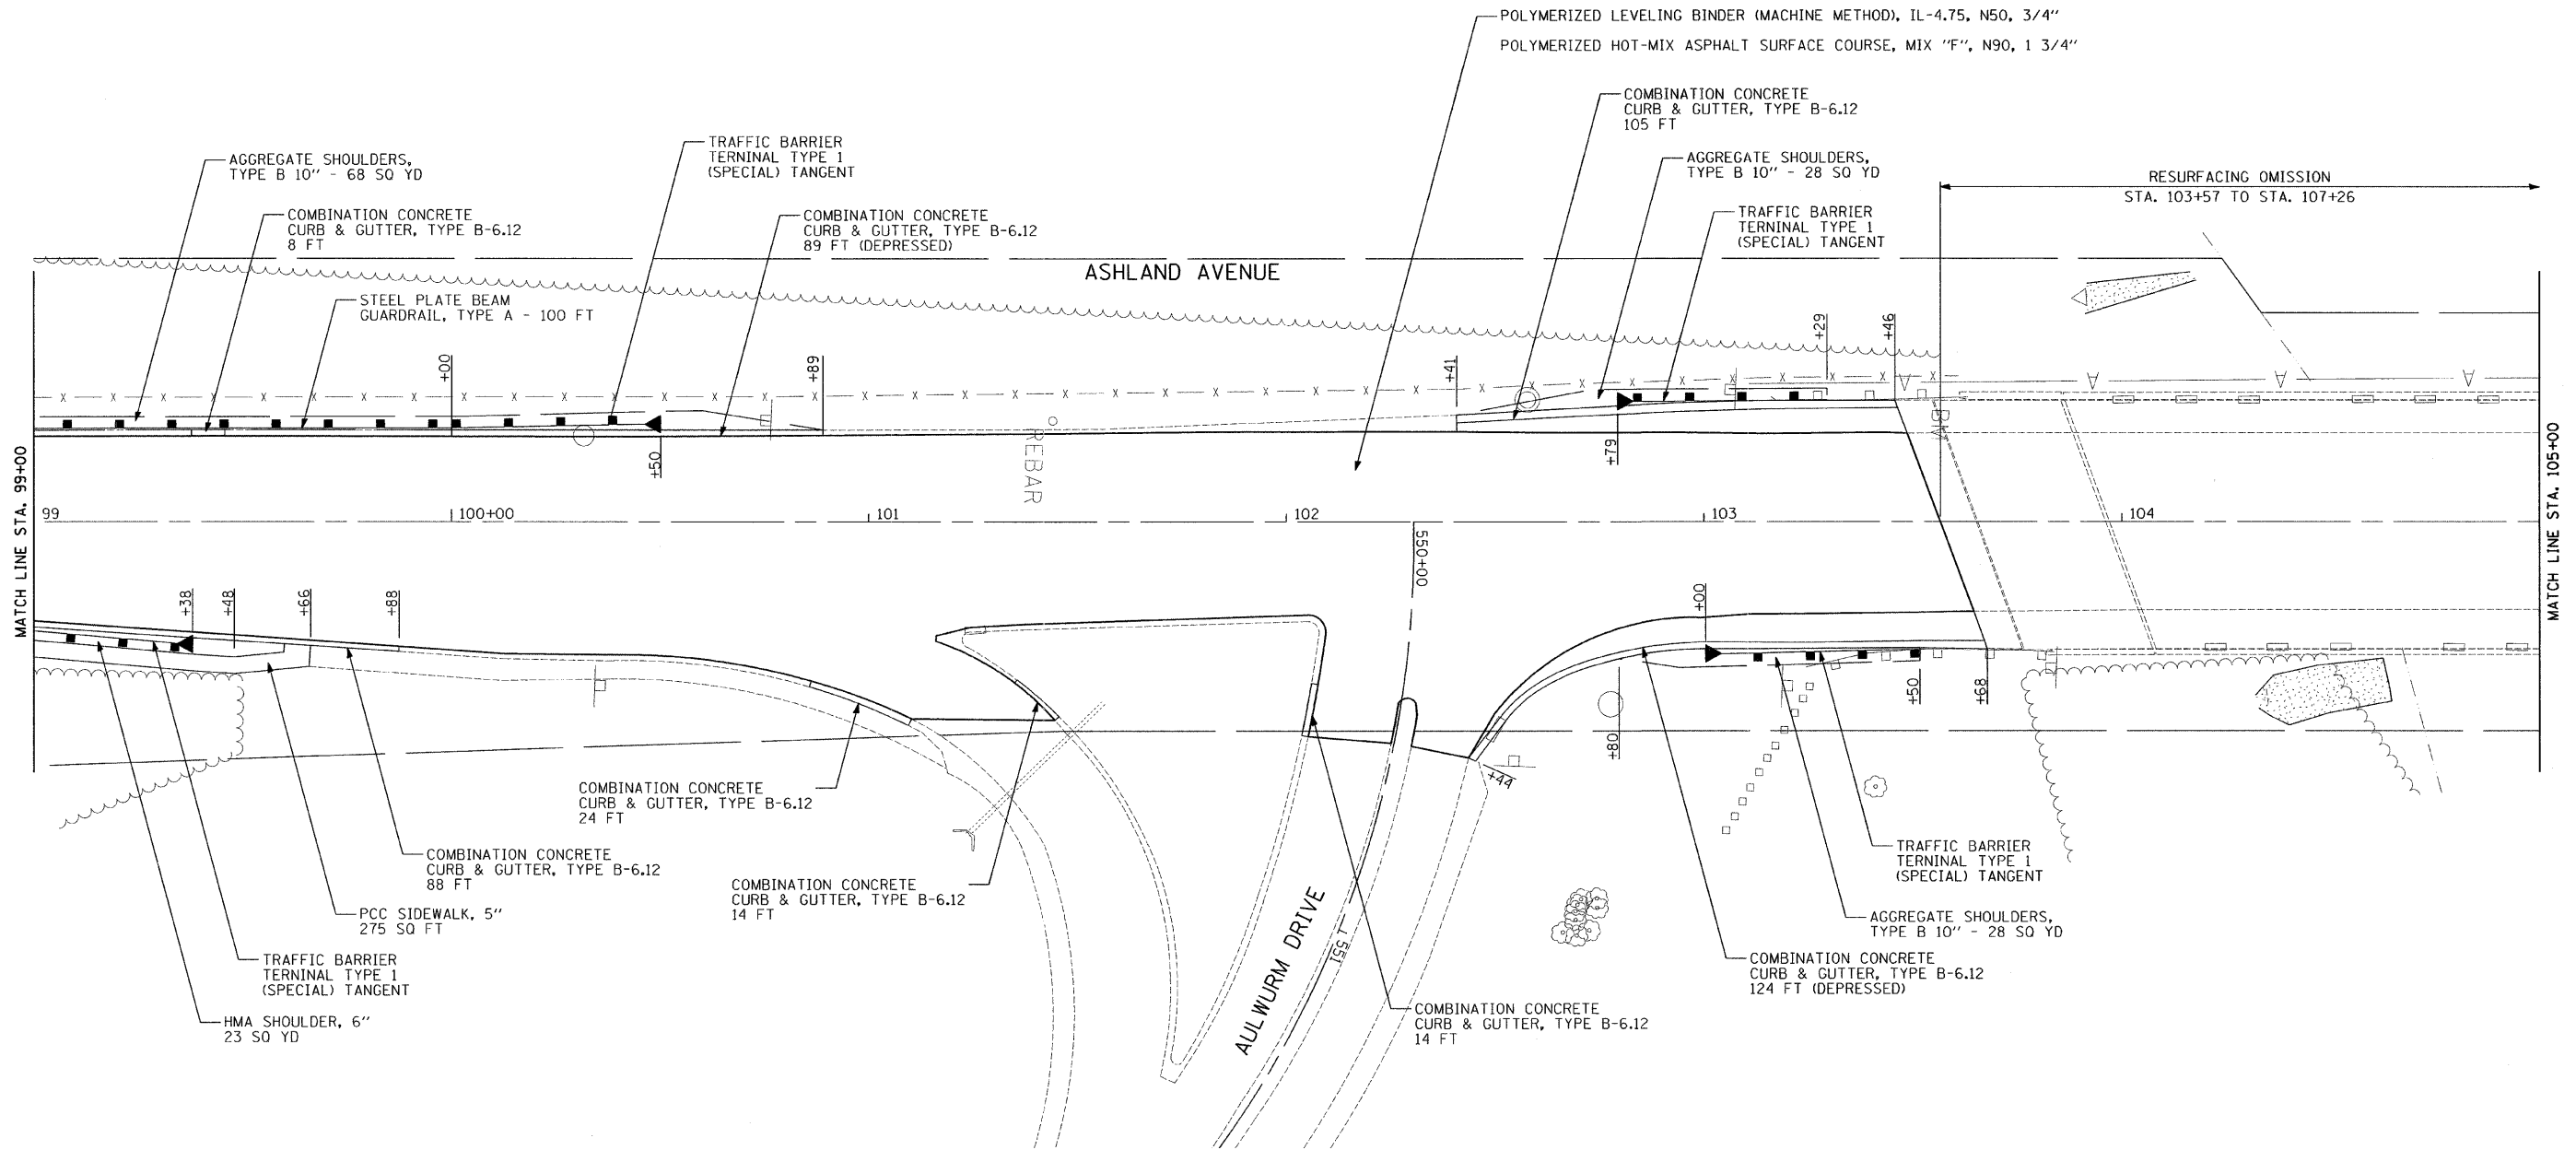 POLYMERIZED LEVELING BINDER (MACHINE METHOD), IL-4.75, N50, 3/4"
POLYMERIZED HOT-MIX ASPHALT SURFACE COURSE, MIX "F", N90, 1 3/4"
COMBINATION CONCRETE
CURB & GUTTER, TYPE B-6.12
105 FT
TRAFFIC BARRIER
TERNINAL TYPE 1
(SPECIAL) TANGENT
AGGREGATE SHOULDERS,
TYPE B 10" - 68 SQ YD
AGGREGATE SHOULDERS,
TYPE B 10" - 28 SQ YD
RESURFACING OMISSION
STA. 103+57 TO STA. 107+26
COMBINATION CONCRETE
CURB & GUTTER, TYPE B-6.12
8 FT
COMBINATION CONCRETE
CURB & GUTTER, TYPE B-6.12
89 FT (DEPRESSED)
TRAFFIC BARRIER
TERNINAL TYPE 1
(SPECIAL) TANGENT
ASHLAND AVENUE
STEEL PLATE BEAM
GUARDRAIL, TYPE A - 100 FT
+00
+89
+41
+29
+46
+50
+79
REBAR
BM
MATCH LINE STA. 99+00
MATCH LINE STA. 105+00
99
100+00
101
102
103
104
550+00
+38
+48
+66
+88
+00
+80
+50
+68
+44
COMBINATION CONCRETE
CURB & GUTTER, TYPE B-6.12
24 FT
COMBINATION CONCRETE
CURB & GUTTER, TYPE B-6.12
88 FT
COMBINATION CONCRETE
CURB & GUTTER, TYPE B-6.12
14 FT
PCC SIDEWALK, 5"
275 SQ FT
TRAFFIC BARRIER
TERNINAL TYPE 1
(SPECIAL) TANGENT
HMA SHOULDER, 6"
23 SQ YD
AULWURM DRIVE
551
TRAFFIC BARRIER
TERNINAL TYPE 1
(SPECIAL) TANGENT
AGGREGATE SHOULDERS,
TYPE B 10" - 28 SQ YD
COMBINATION CONCRETE
CURB & GUTTER, TYPE B-6.12
124 FT (DEPRESSED)
COMBINATION CONCRETE
CURB & GUTTER, TYPE B-6.12
14 FT